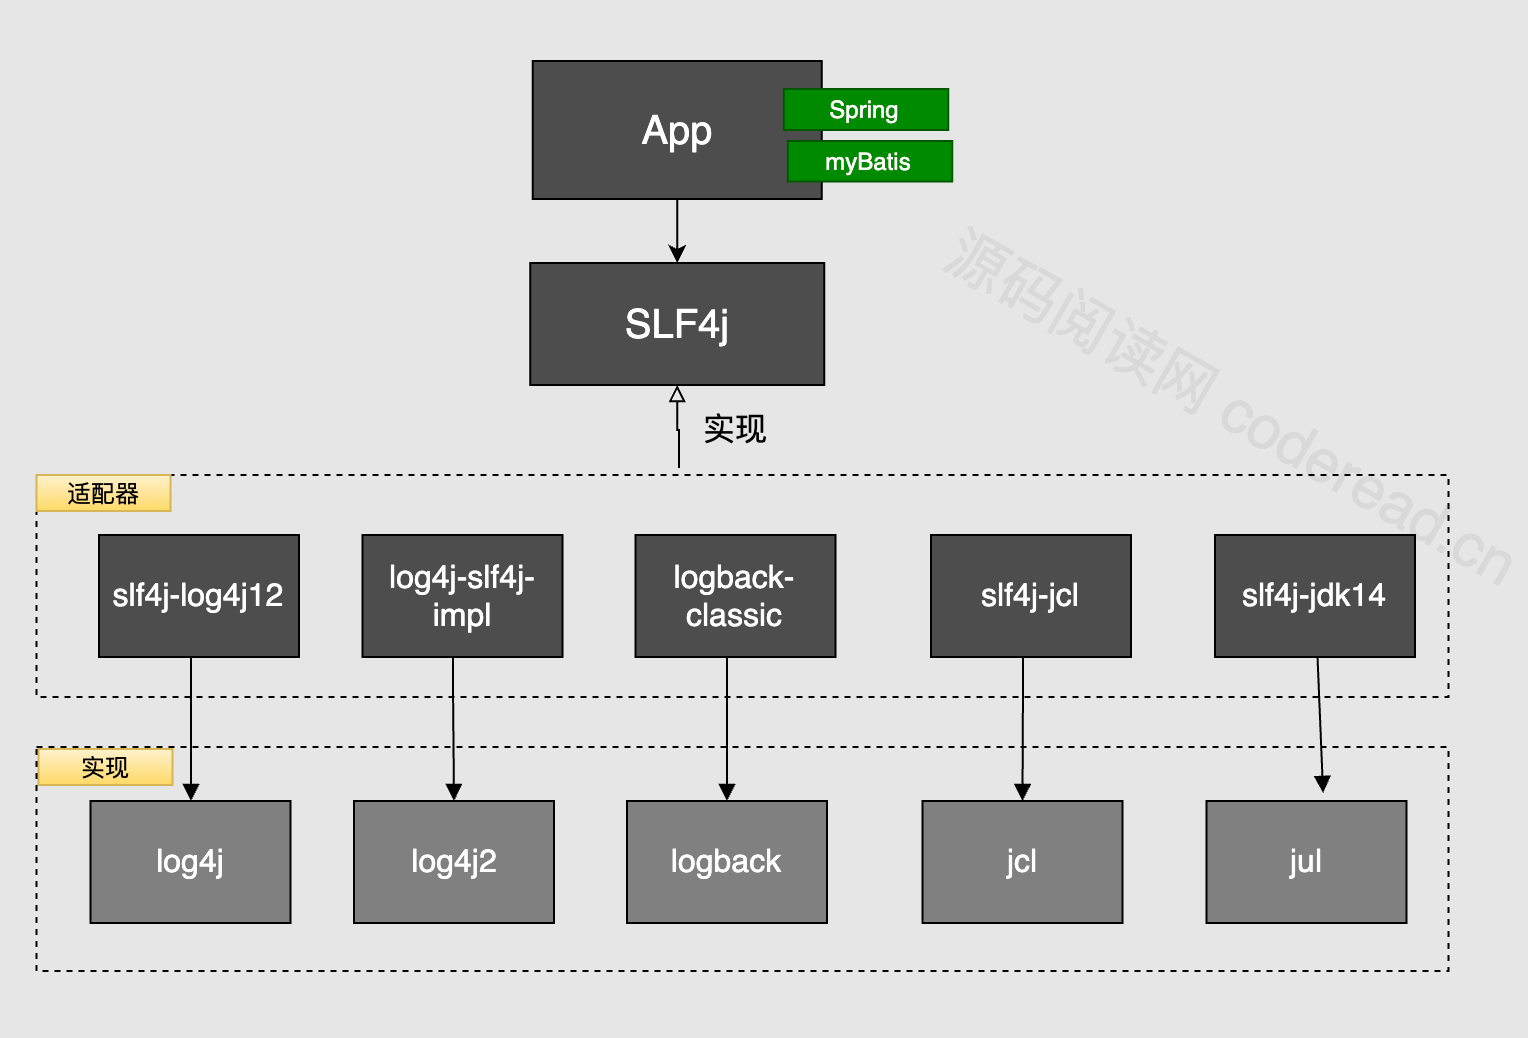 App
Spring
myBatis
SLF4j
实现
源码阅读网 coderead.cn
适配器
slf4j-log4j12
log4j-slf4j-
impl
logback-
classic
slf4j-jcl
slf4j-jdk14
实现
log4j
log4j2
logback
jcl
jul